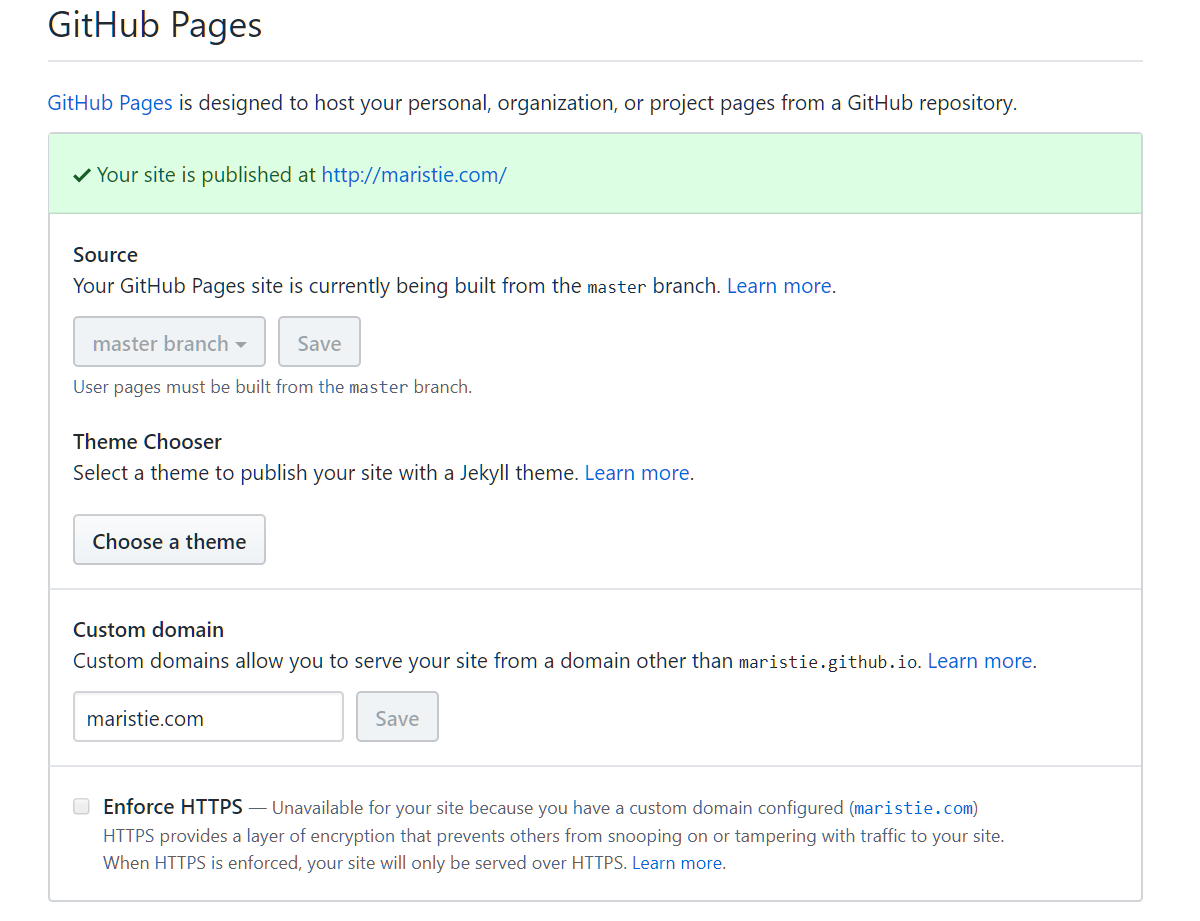 GitHub Pages
GitHub Pages is designed to host your personal, organization, or project pages from a GitHub repository.
Your site is published at http://maristie.com/
Source
Your GitHub Pages site is currently being built from the master branch. Learn more.
master branch Save
User pages must be built from the master branch.
Theme Chooser
Select a theme to publish your site with a Jekyll theme. Learn more.
Choose a theme
Custom domain
Custom domains allow you to serve your site from a domain other than maristie.github.io. Learn more.
maristie.com Save
Enforce HTTPS — Unavailable for your site because you have a custom domain configured (maristie.com)
HTTPS provides a layer of encryption that prevents others from snooping on or tampering with traffic to your site.
When HTTPS is enforced, your site will only be served over HTTPS. Learn more.